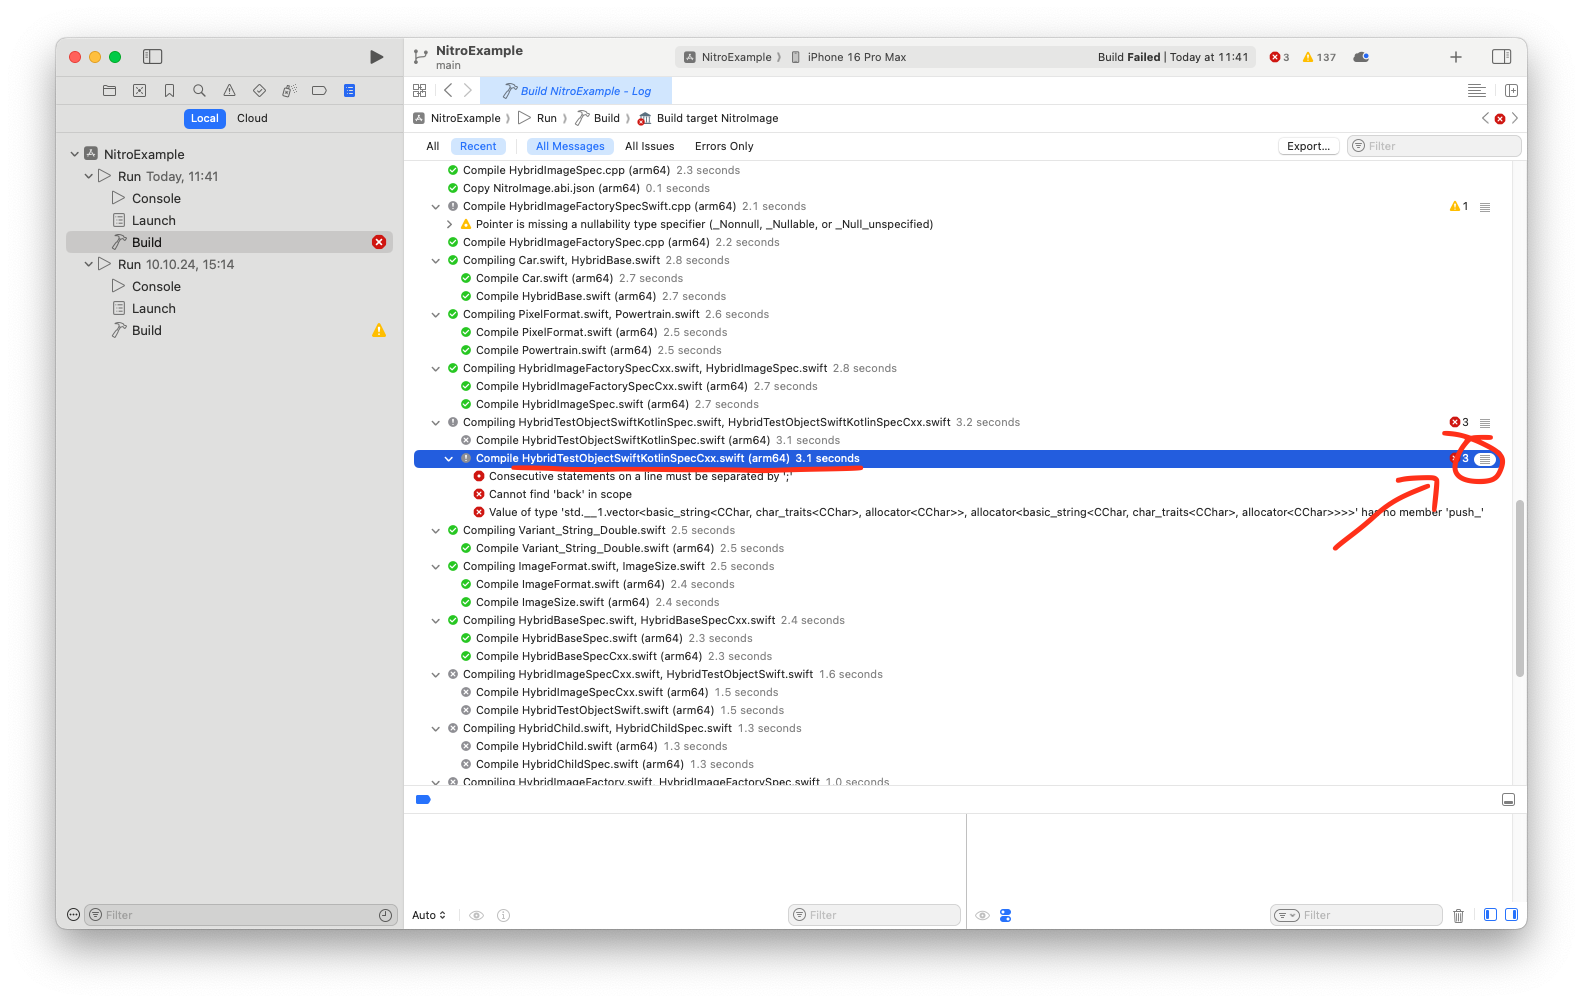 NitroExample
main
NitroExample
iPhone 16 Pro Max
Build Failed | Today at 11:41
3
137
Build NitroExample – Log
Local
Cloud
NitroExample
Run
Build
Build target NitroImage
All
Recent
All Messages
All Issues
Errors Only
Export...
Filter
NitroExample
Run Today, 11:41
Console
Launch
Build
Run 10.10.24, 15:14
Console
Launch
Build
Compile HybridImageSpec.cpp (arm64) 2.3 seconds
Copy NitroImage.abi.json (arm64) 0.1 seconds
Compile HybridImageFactorySpecSwift.cpp (arm64) 2.1 seconds
1
Pointer is missing a nullability type specifier (_Nonnull, _Nullable, or _Null_unspecified)
Compile HybridImageFactorySpec.cpp (arm64) 2.2 seconds
Compiling Car.swift, HybridBase.swift 2.8 seconds
Compile Car.swift (arm64) 2.7 seconds
Compile HybridBase.swift (arm64) 2.7 seconds
Compiling PixelFormat.swift, Powertrain.swift 2.6 seconds
Compile PixelFormat.swift (arm64) 2.5 seconds
Compile Powertrain.swift (arm64) 2.5 seconds
Compiling HybridImageFactorySpecCxx.swift, HybridImageSpec.swift 2.8 seconds
Compile HybridImageFactorySpecCxx.swift (arm64) 2.7 seconds
Compile HybridImageSpec.swift (arm64) 2.7 seconds
Compiling HybridTestObjectSwiftKotlinSpec.swift, HybridTestObjectSwiftKotlinSpecCxx.swift 3.2 seconds
3
Compile HybridTestObjectSwiftKotlinSpec.swift (arm64) 3.1 seconds
Compile HybridTestObjectSwiftKotlinSpecCxx.swift (arm64) 3.1 seconds
3
Consecutive statements on a line must be separated by ';'
Cannot find 'back' in scope
Value of type 'std.__1.vector<basic_string<CChar, char_traits<CChar>, allocator<CChar>>, allocator<basic_string<CChar, char_traits<CChar>, allocator<CChar>>>>' has no member 'push_'
Compiling Variant_String_Double.swift 2.5 seconds
Compile Variant_String_Double.swift (arm64) 2.5 seconds
Compiling ImageFormat.swift, ImageSize.swift 2.5 seconds
Compile ImageFormat.swift (arm64) 2.4 seconds
Compile ImageSize.swift (arm64) 2.4 seconds
Compiling HybridBaseSpec.swift, HybridBaseSpecCxx.swift 2.4 seconds
Compile HybridBaseSpec.swift (arm64) 2.3 seconds
Compile HybridBaseSpecCxx.swift (arm64) 2.3 seconds
Compiling HybridImageSpecCxx.swift, HybridTestObjectSwift.swift 1.6 seconds
Compile HybridImageSpecCxx.swift (arm64) 1.5 seconds
Compile HybridTestObjectSwift.swift (arm64) 1.5 seconds
Compiling HybridChild.swift, HybridChildSpec.swift 1.3 seconds
Compile HybridChild.swift (arm64) 1.3 seconds
Compile HybridChildSpec.swift (arm64) 1.3 seconds
Compiling HybridImageFactory.swift, HybridImageFactorySpec.swift 1.0 seconds
Filter
Auto
Filter
Filter